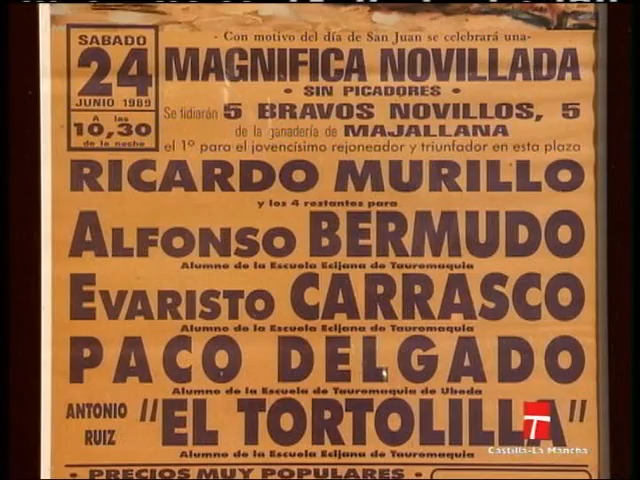 SABADO
24
JUNIO 1989
A las
10,30
de la noche
- Con motivo del día de San Juan se celebrará una-
MAGNIFICA NOVILLADA
• SIN PICADORES •
Se lidiarán 5 BRAVOS NOVILLOS, 5
de la ganadería de MAJALLANA
el 1º para el jovencísimo rejoneador y triunfador en esta plaza
RICARDO MURILLO
y los 4 restantes para
ALFONSO BERMUDO
Alumno de la Escuela Ecijana de Tauromaquia
EVARISTO CARRASCO
Alumno de la Escuela Ecijana de Tauromaquia
PACO DELGADO
Alumno de la Escuela de Tauromaquia de Ubeda
ANTONIO RUIZ "EL TORTOLILLA"
Alumno de la Escuela Ecijana de Tauromaquia
• PRECIOS MUY POPULARES •
T
Castilla-La Mancha